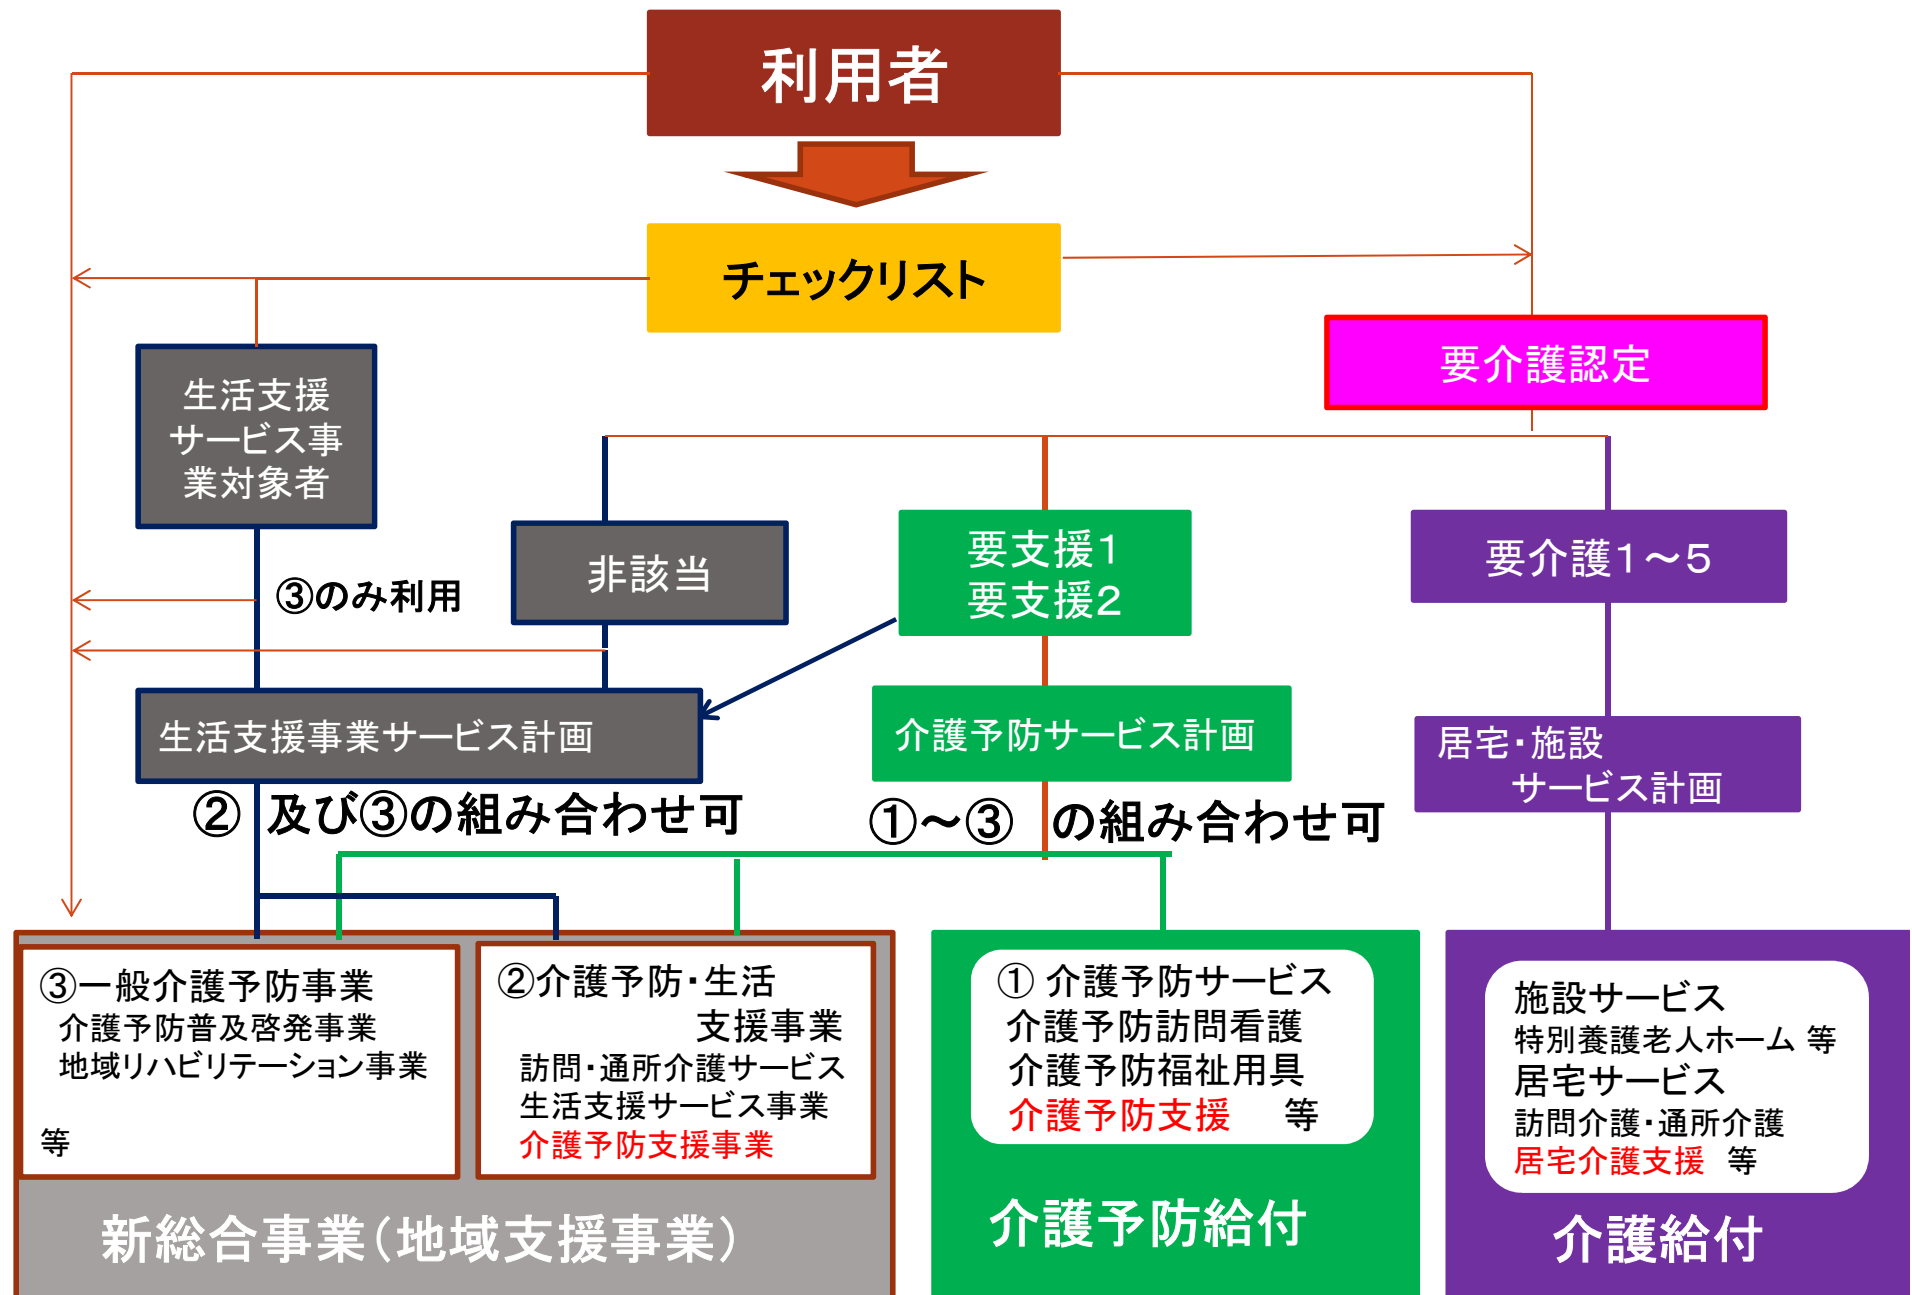 利用者
チェックリスト
要介護認定
生活支援
サービス事
業対象者
非該当
要支援1
要支援2
要介護1～5
③のみ利用
生活支援事業サービス計画
介護予防サービス計画
居宅・施設
サービス計画
② 及び③の組み合わせ可
①～③ の組み合わせ可
③一般介護予防事業
介護予防普及啓発事業
地域リハビリテーション事業
等
②介護予防・生活
支援事業
訪問・通所介護サービス
生活支援サービス事業
介護予防支援事業
新総合事業(地域支援事業)
① 介護予防サービス
介護予防訪問看護
介護予防福祉用具
介護予防支援 等
介護予防給付
施設サービス
特別養護老人ホーム 等
居宅サービス
訪問介護・通所介護
居宅介護支援 等
介護給付